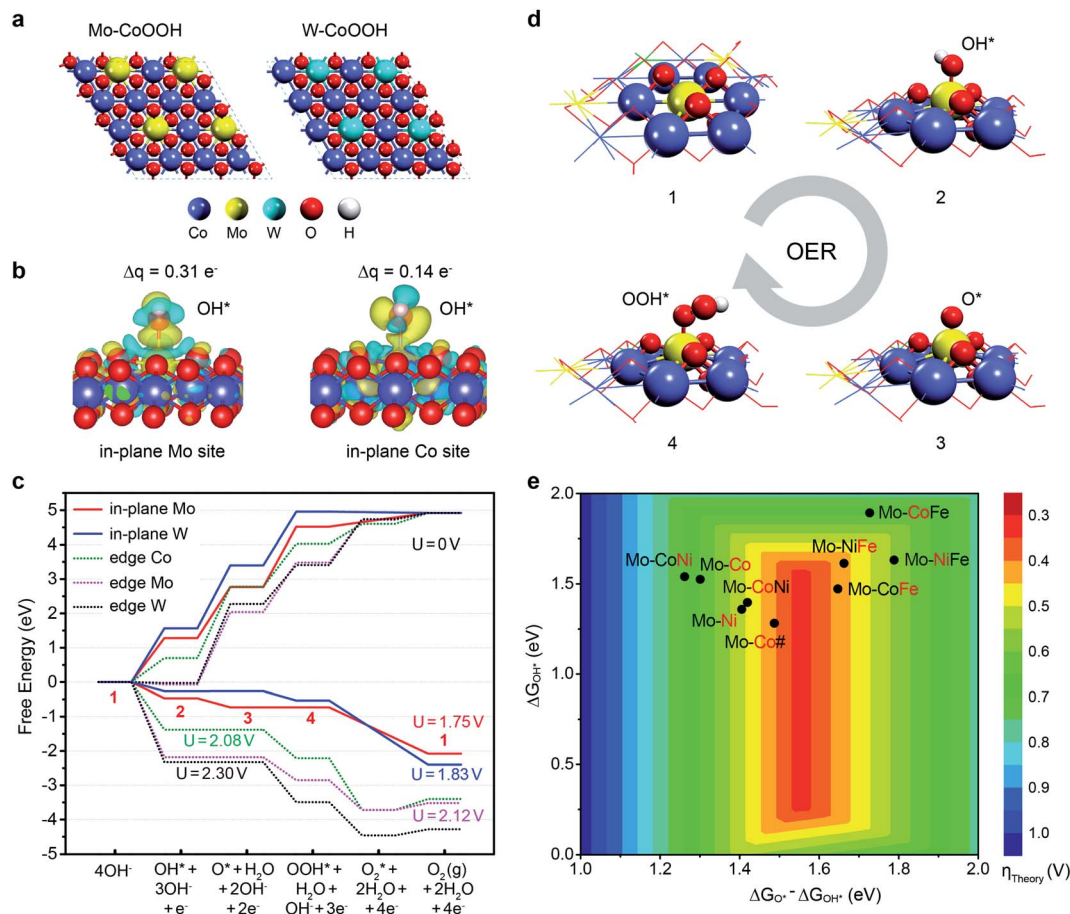 a
Mo-CoOOH
W-CoOOH
Co
Mo
W
O
H
b
Δq = 0.31 e⁻
Δq = 0.14 e⁻
OH*
OH*
in-plane Mo site
in-plane Co site
c
Free Energy (eV)
5
4
3
2
1
0
-1
-2
-3
-4
-5
in-plane Mo
in-plane W
edge Co
edge Mo
edge W
U = 0 V
1
2
3
4
1
U = 1.75 V
U = 2.08 V
U = 1.83 V
U = 2.30 V
U = 2.12 V
4OH⁻
OH* +
3OH⁻
+ e⁻
O* + H₂O
+ 2OH⁻
+ 2e⁻
OOH* +
H₂O +
OH⁻ + 3e⁻
O₂* +
2H₂O +
+ 4e⁻
O₂(g)
+ 2H₂O
+ 4e⁻
d
OH*
1
2
OER
OOH*
O*
4
3
e
ΔG_OH* (eV)
2.0
1.5
1.0
0.5
0.0
Mo-CoFe
Mo-NiFe
Mo-CoNi
Mo-Co
Mo-NiFe
Mo-CoNi
Mo-CoFe
Mo-Ni
Mo-Co#
1.0
1.2
1.4
1.6
1.8
2.0
ΔG_O* - ΔG_OH* (eV)
0.3
0.4
0.5
0.6
0.7
0.8
0.9
1.0
η_Theory (V)